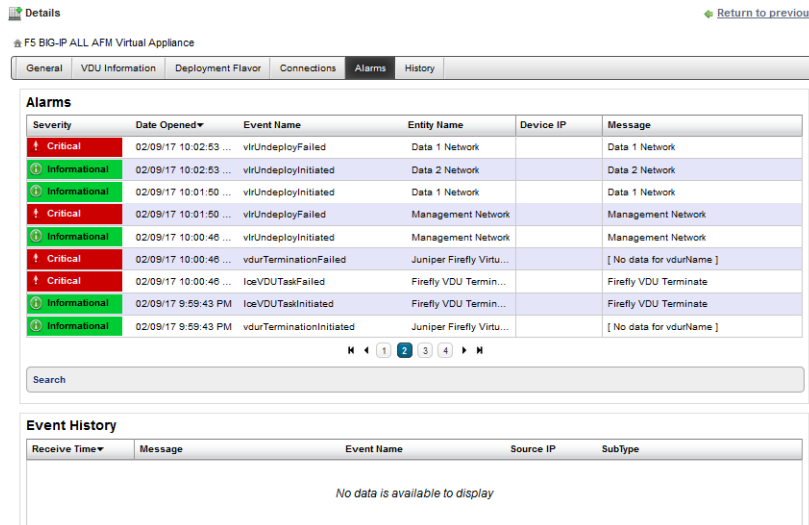 Details
Return to previou
F5 BIG-IP ALL AFM Virtual Appliance
General VDU Information Deployment Flavor Connections Alarms History
Alarms
Severity Date Opened▾ Event Name Entity Name Device IP Message
Critical 02/09/17 10:02:53 ... vlrUndeployFailed Data 1 Network Data 1 Network
Informational 02/09/17 10:02:53 ... vlrUndeployInitiated Data 2 Network Data 2 Network
Informational 02/09/17 10:01:50 ... vlrUndeployInitiated Data 1 Network Data 1 Network
Critical 02/09/17 10:01:50 ... vlrUndeployFailed Management Network Management Network
Informational 02/09/17 10:00:46 ... vlrUndeployInitiated Management Network Management Network
Critical 02/09/17 10:00:46 ... vdurTerminationFailed Juniper Firefly Virtu... [ No data for vdurName ]
Critical 02/09/17 10:00:46 ... IceVDUTaskFailed Firefly VDU Termin... Firefly VDU Terminate
Informational 02/09/17 9:59:43 PM IceVDUTaskInitiated Firefly VDU Termin... Firefly VDU Terminate
Informational 02/09/17 9:59:43 PM vdurTerminationInitiated Juniper Firefly Virtu... [ No data for vdurName ]
1 2 3 4
Search
Event History
Receive Time▾ Message Event Name Source IP SubType
No data is available to display